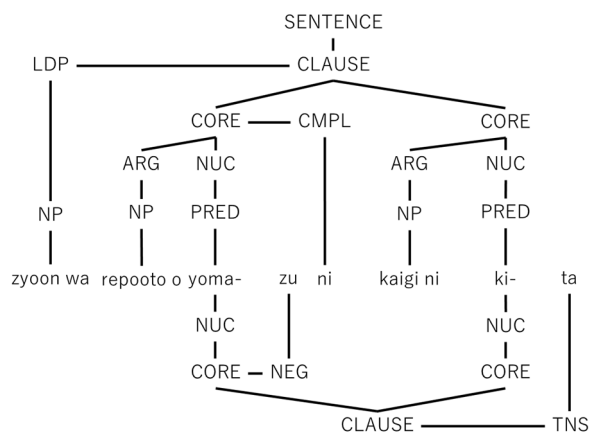 SENTENCE
LDP CLAUSE
CORE CMPL CORE
ARG NUC ARG NUC
NP NP PRED NP PRED
zyoon wa repooto o yoma- zu ni kaigi ni ki- ta
NUC NUC
CORE NEG CORE
CLAUSE TNS